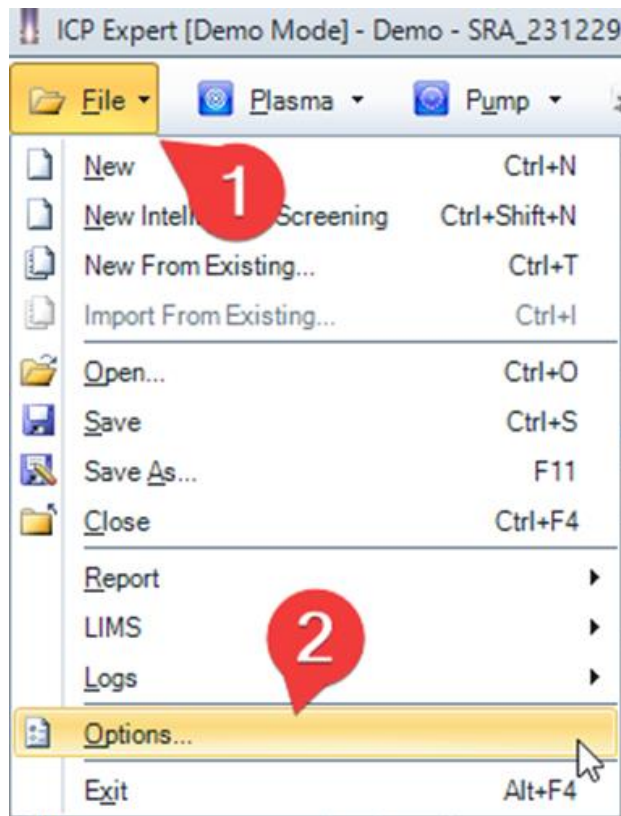 ICP Expert [Demo Mode] - Demo - SRA_231229
File Plasma Pump
1
New Ctrl+N
New Screening Ctrl+Shift+N
New From Existing... Ctrl+T
Import From Existing... Ctrl+I
Open... Ctrl+O
Save Ctrl+S
Save As... F11
Close Ctrl+F4
Report
LIMS
2
Logs
Options...
Exit Alt+F4